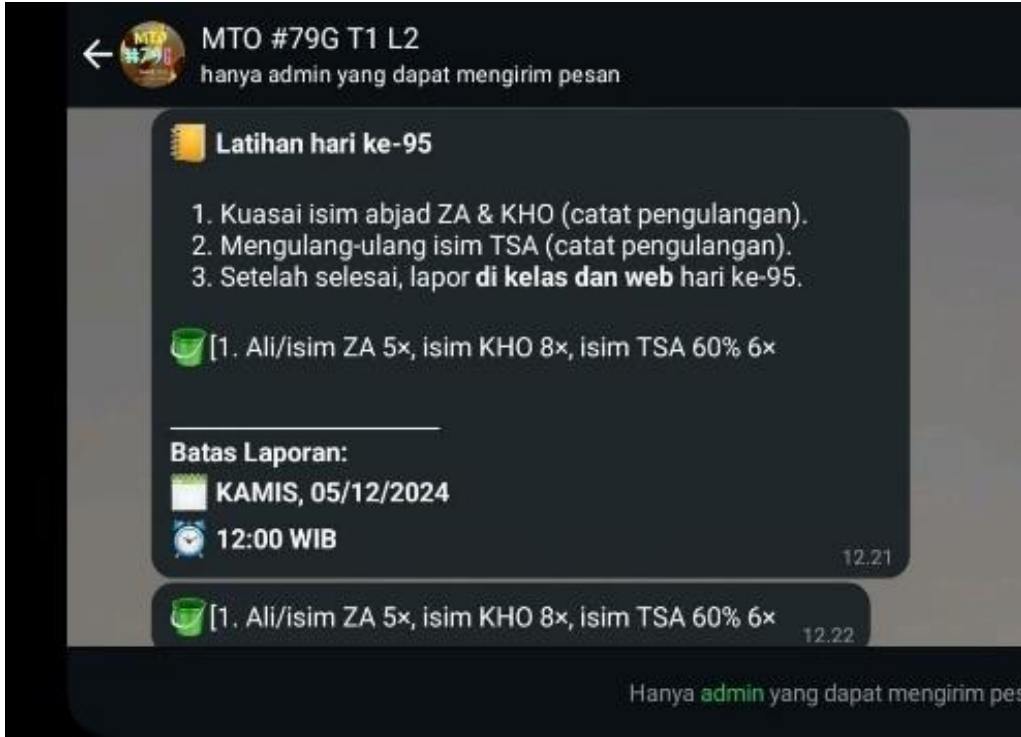 MTO #79G T1 L2
hanya admin yang dapat mengirim pesan
MTO
#79G
Latihan hari ke-95
1. Kuasai isim abjad ZA & KHO (catat pengulangan).
2. Mengulang-ulang isim TSA (catat pengulangan).
3. Setelah selesai, lapor di kelas dan web hari ke-95.
[1. Ali/isim ZA 5×, isim KHO 8×, isim TSA 60% 6×
Batas Laporan:
KAMIS, 05/12/2024
12:00 WIB
12.21
[1. Ali/isim ZA 5×, isim KHO 8×, isim TSA 60% 6×
12.22
Hanya admin yang dapat mengirim pes